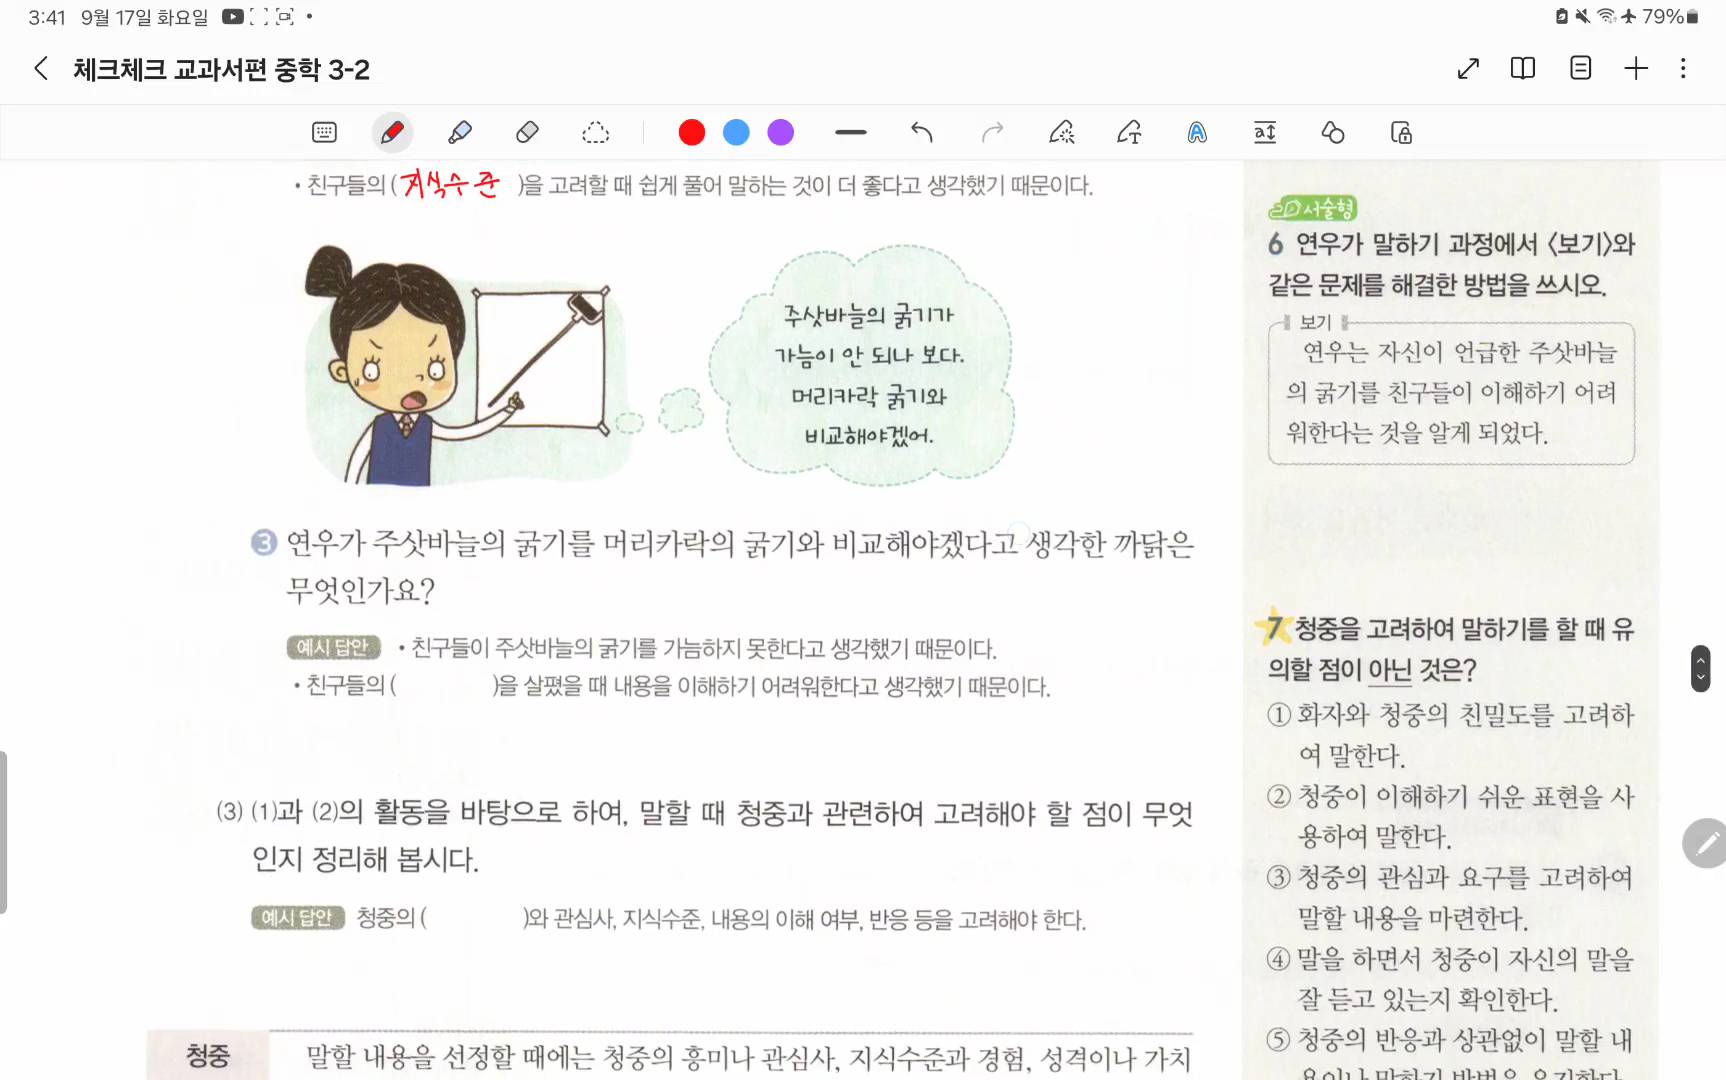 3:41 9월 17일 화요일
79%
체크체크 교과서편 중학 3-2
• 친구들의 ( 지식수준 )을 고려할 때 쉽게 풀어 말하는 것이 더 좋다고 생각했기 때문이다.
주삿바늘의 굵기가
가늠이 안 되나 보다.
머리카락 굵기와
비교해야겠어.
3 연우가 주삿바늘의 굵기를 머리카락의 굵기와 비교해야겠다고 생각한 까닭은
무엇인가요?
예시 답안 • 친구들이 주삿바늘의 굵기를 가늠하지 못한다고 생각했기 때문이다.
• 친구들의 ( )을 살폈을 때 내용을 이해하기 어려워한다고 생각했기 때문이다.
(3) (1)과 (2)의 활동을 바탕으로 하여, 말할 때 청중과 관련하여 고려해야 할 점이 무엇
인지 정리해 봅시다.
예시 답안 청중의 ( )와 관심사, 지식수준, 내용의 이해 여부, 반응 등을 고려해야 한다.
청중 말할 내용을 선정할 때에는 청중의 흥미나 관심사, 지식수준과 경험, 성격이나 가치
서술형
6 연우가 말하기 과정에서 〈보기〉와
같은 문제를 해결한 방법을 쓰시오.
보기
연우는 자신이 언급한 주삿바늘
의 굵기를 친구들이 이해하기 어려
워한다는 것을 알게 되었다.
7 청중을 고려하여 말하기를 할 때 유
의할 점이 아닌 것은?
① 화자와 청중의 친밀도를 고려하
여 말한다.
② 청중이 이해하기 쉬운 표현을 사
용하여 말한다.
③ 청중의 관심과 요구를 고려하여
말할 내용을 마련한다.
④ 말을 하면서 청중이 자신의 말을
잘 듣고 있는지 확인한다.
⑤ 청중의 반응과 상관없이 말할 내
용이나 말하기 방법을 유지한다.